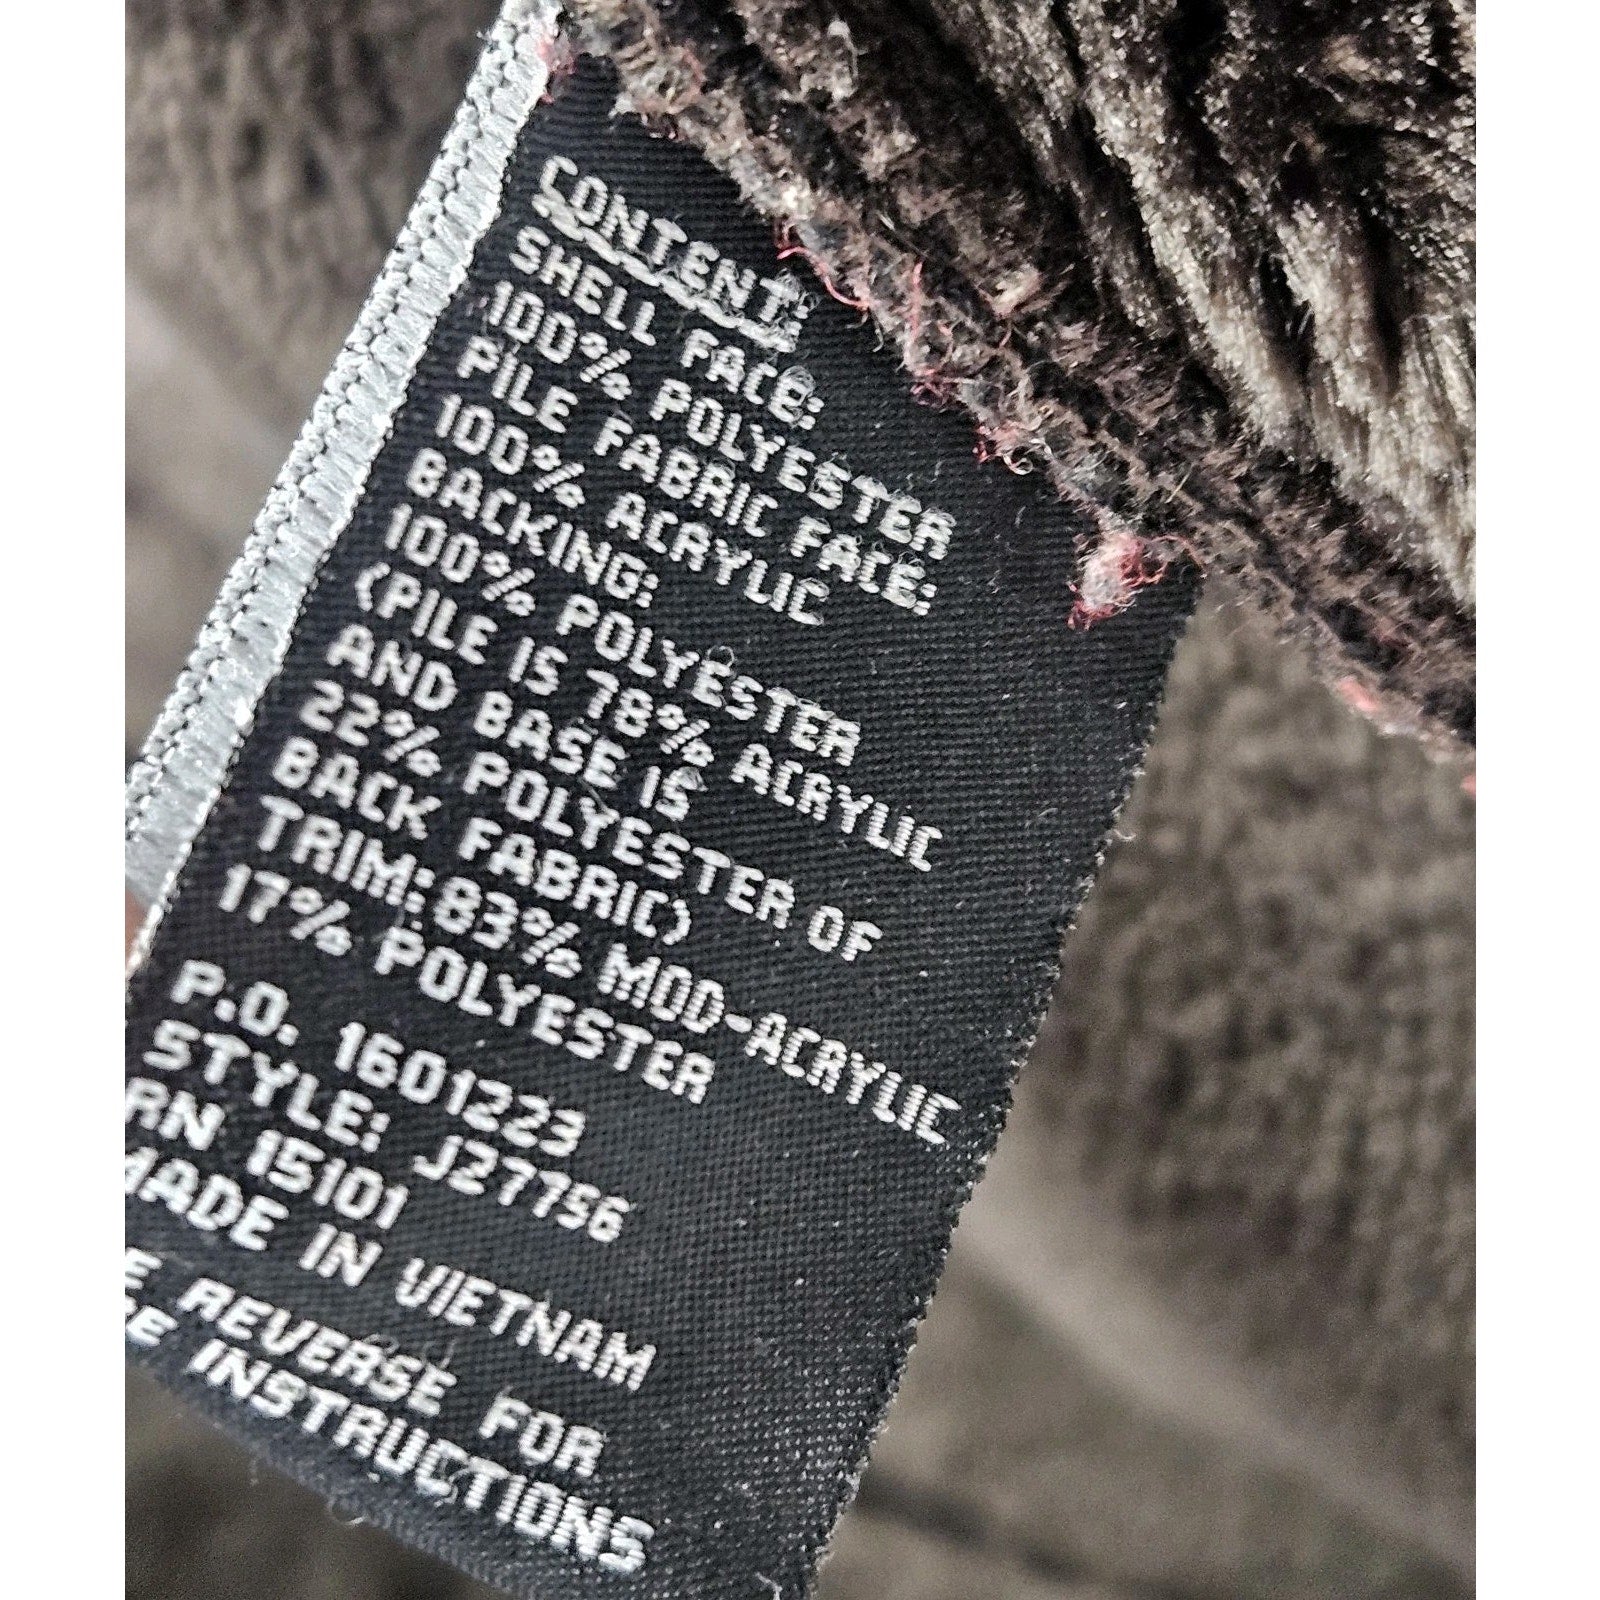 CONTENT:
SHELL FACE:
100% POLYESTER
PILE FABRIC FACE:
100% ACRYLIC
BACKING:
100% POLYESTER
(PILE IS 78% ACRYLIC
AND BASE IS
22% POLYESTER OF
BACK FABRIC)
TRIM: 83% MOD-ACRYLIC
17% POLYESTER
P.O. 1601223
STYLE: J27756
RN 15101
MADE IN VIETNAM
E REVERSE FOR
RE INSTRUCTIONS